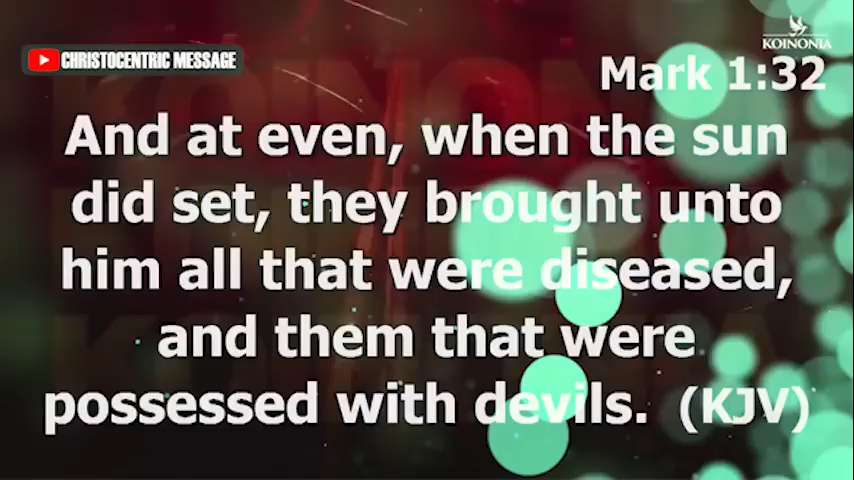 CHRISTOCENTRIC MESSAGE
KOINONIA
Mark 1:32
And at even, when the sun
did set, they brought unto
him all that were diseased,
and them that were
possessed with devils. (KJV)